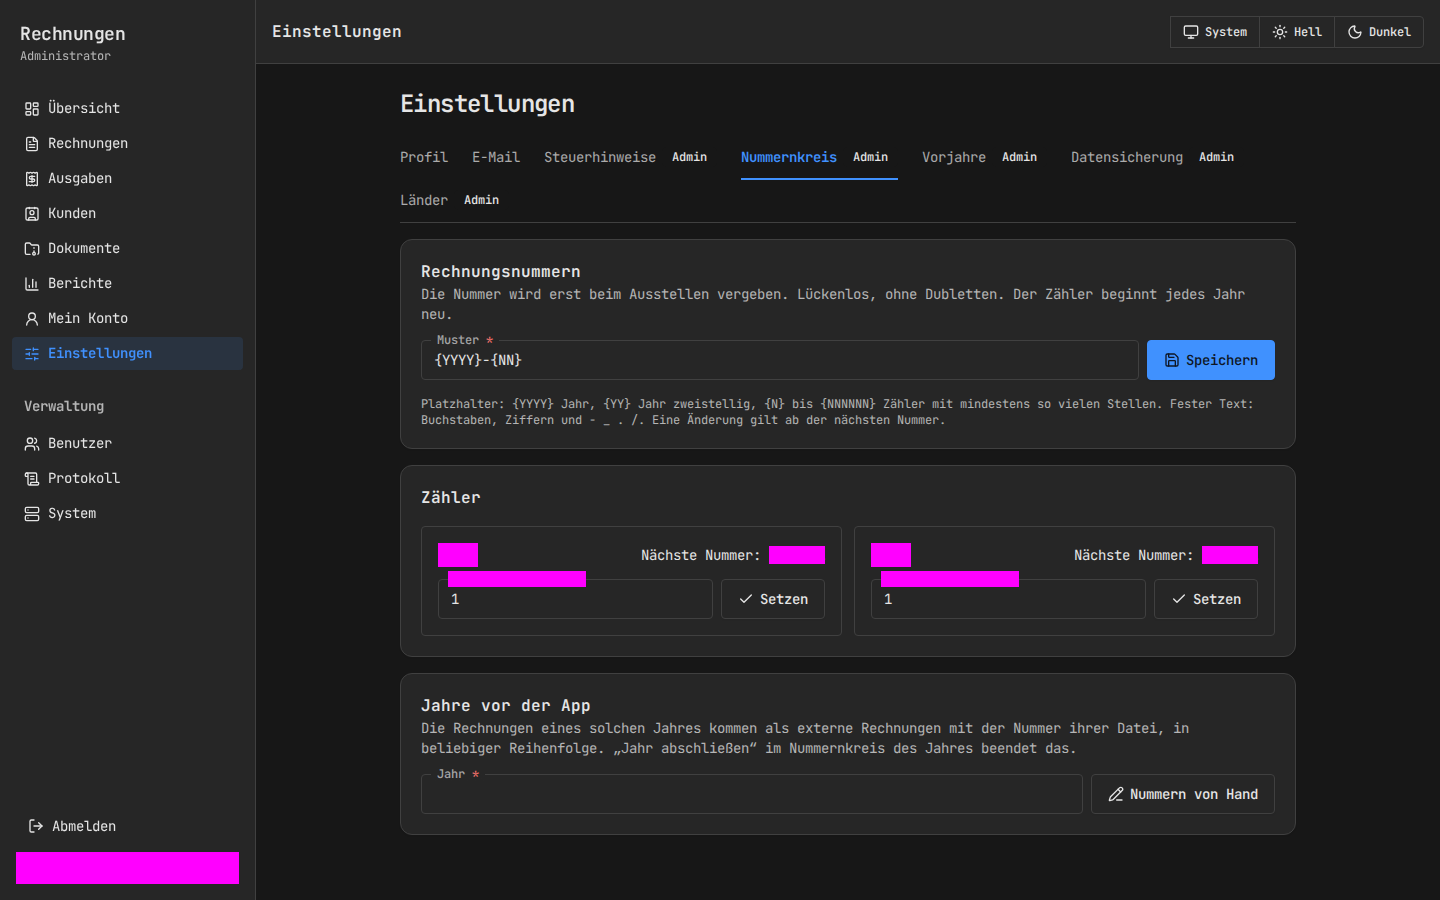 Rechnungen
Administrator
Übersicht
Rechnungen
Ausgaben
Kunden
Dokumente
Berichte
Mein Konto
Einstellungen
Verwaltung
Benutzer
Protokoll
System
Abmelden
Einstellungen
System Hell Dunkel
Einstellungen
Profil E-Mail Steuerhinweise Admin Nummernkreis Admin Vorjahre Admin Datensicherung Admin
Länder Admin
Rechnungsnummern
Die Nummer wird erst beim Ausstellen vergeben. Lückenlos, ohne Dubletten. Der Zähler beginnt jedes Jahr
neu.
Muster *
{YYYY}-{NN}
Speichern
Platzhalter: {YYYY} Jahr, {YY} Jahr zweistellig, {N} bis {NNNNNN} Zähler mit mindestens so vielen Stellen. Fester Text:
Buchstaben, Ziffern und - _ . /. Eine Änderung gilt ab der nächsten Nummer.
Zähler
Nächste Nummer:
1
Setzen
Nächste Nummer:
1
Setzen
Jahre vor der App
Die Rechnungen eines solchen Jahres kommen als externe Rechnungen mit der Nummer ihrer Datei, in
beliebiger Reihenfolge. „Jahr abschließen“ im Nummernkreis des Jahres beendet das.
Jahr *
Nummern von Hand